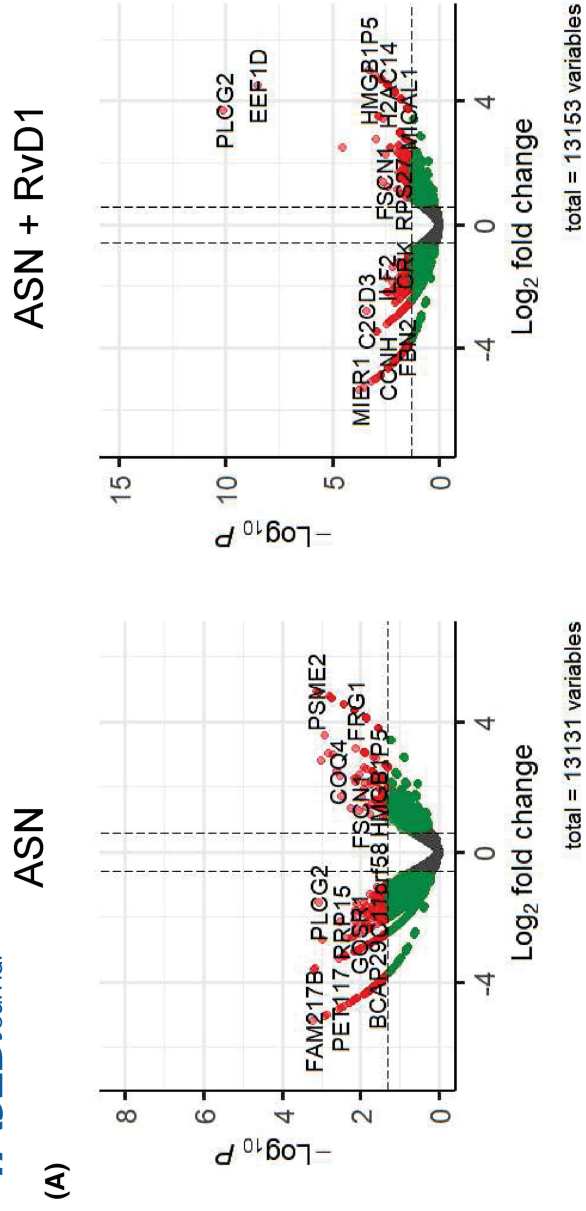 (A)
ASN
8
6
4
2
0
−Log10 P
FAM217B
PLCG2
PSME2
PET117
RRP15
COQ4
FRG1
GOSR1
FSCN1
BCAP29
C11orf58
HMGB1P5
-4
0
4
Log2 fold change
total = 13131 variables
ASN + RvD1
15
10
5
0
−Log10 P
PLCG2
EEF1D
MIER1
C2CD3
HMGB1P5
CCNH
ILF2
FSCN1
H2AC14
FBN2
CRK
RPS27
MICAL1
-4
0
4
Log2 fold change
total = 13153 variables